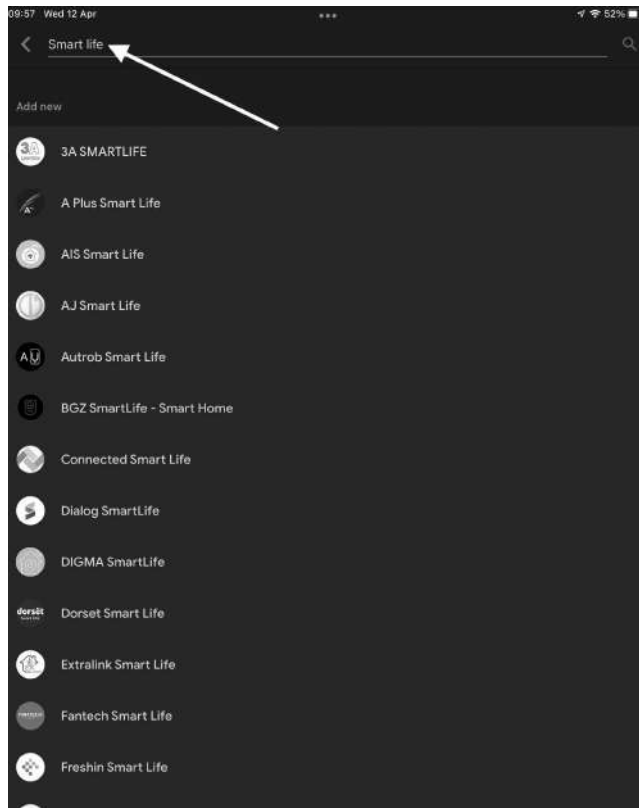 09:57 Wed 12 Apr 52%
Smart life
Add new
3A SMARTLIFE
A Plus Smart Life
AIS Smart Life
AJ Smart Life
Autrob Smart Life
BGZ SmartLife - Smart Home
Connected Smart Life
Dialog SmartLife
DIGMA SmartLife
dorsët Dorset Smart Life
Extralink Smart Life
Fantech Smart Life
Freshin Smart Life